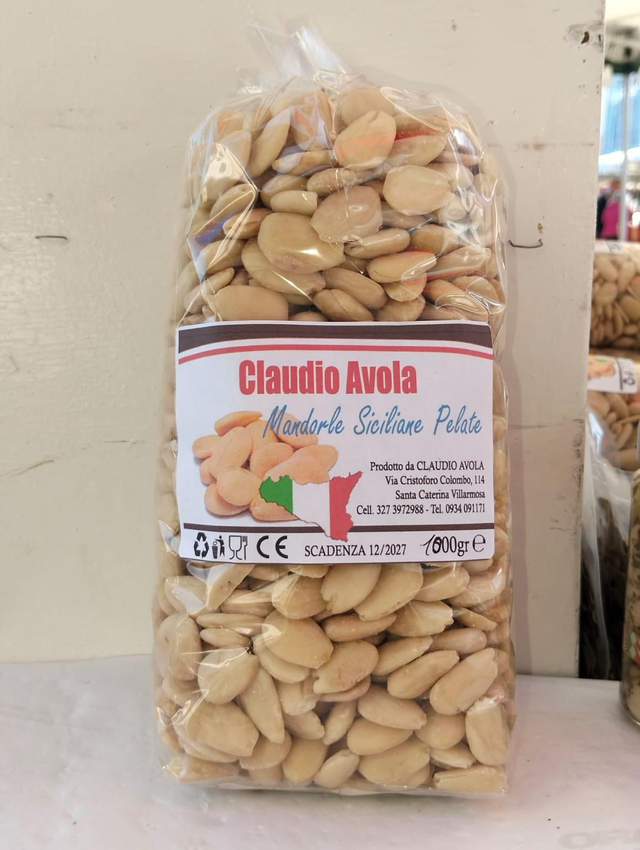 Claudio Avola
Mandorle Siciliane Pelate
Prodotto da CLAUDIO AVOLA
Via Cristoforo Colombo, 114
Santa Caterina Villarmosa
Cell. 327 3972988 - Tel. 0934 091171
CE SCADENZA 12/2027 1000gr e